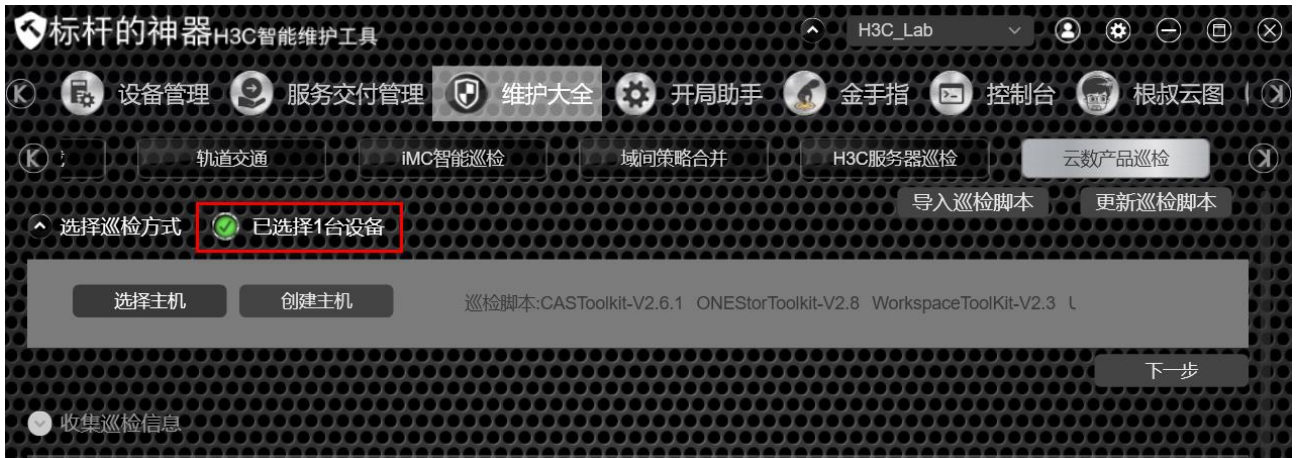 标杆的神器H3C智能维护工具 H3C_Lab
设备管理 服务交付管理 维护大全 开局助手 金手指 控制台 根叔云图
轨道交通 iMC智能巡检 域间策略合并 H3C服务器巡检 云数产品巡检
导入巡检脚本 更新巡检脚本
选择巡检方式 已选择1台设备
选择主机 创建主机 巡检脚本:CASToolkit-V2.6.1 ONEStorToolkit-V2.8 WorkspaceToolKit-V2.3
下一步
收集巡检信息